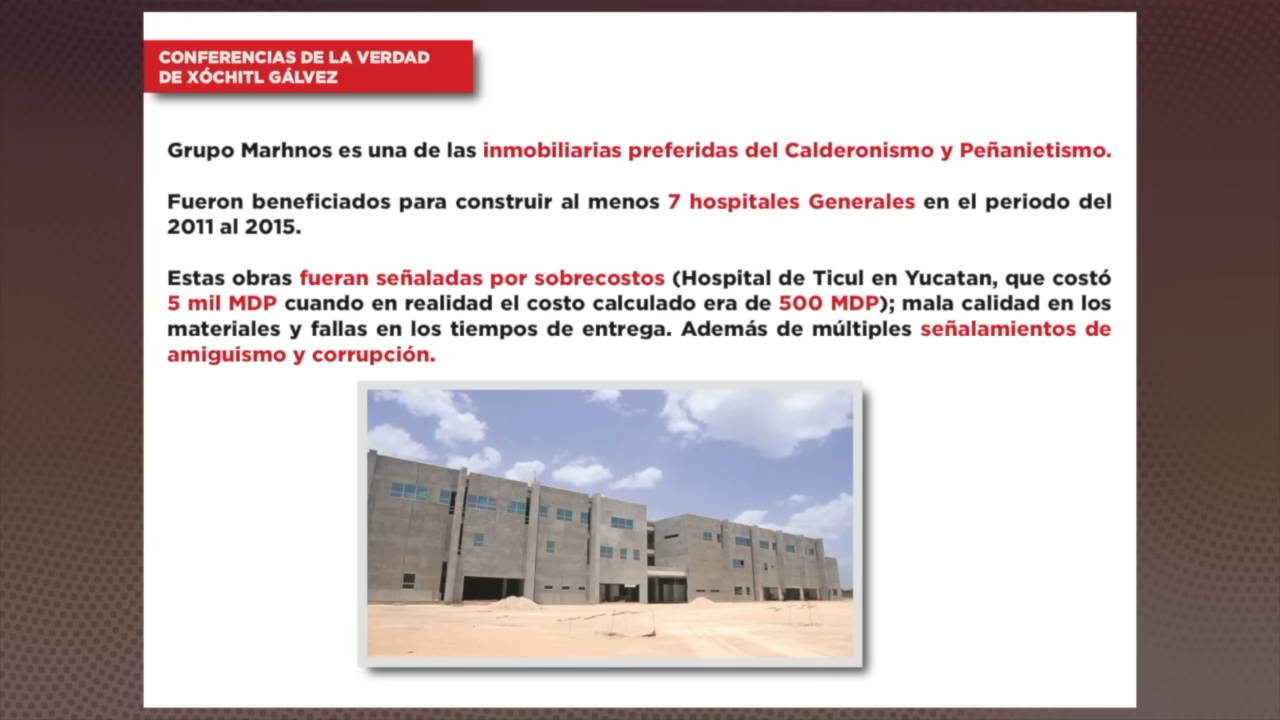 CONFERENCIAS DE LA VERDAD
DE XÓCHITL GÁLVEZ
Grupo Marhnos es una de las inmobiliarias preferidas del Calderonismo y Peñanietismo.
Fueron beneficiados para construir al menos 7 hospitales Generales en el periodo del
2011 al 2015.
Estas obras fueran señaladas por sobrecostos (Hospital de Ticul en Yucatan, que costó
5 mil MDP cuando en realidad el costo calculado era de 500 MDP); mala calidad en los
materiales y fallas en los tiempos de entrega. Además de múltiples señalamientos de
amiguismo y corrupción.